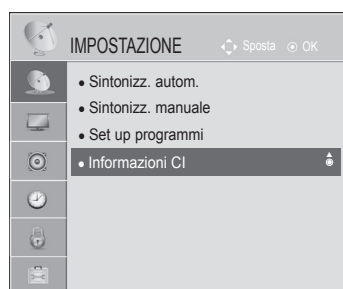 IMPOSTAZIONE
Sposta OK
• Sintonizz. autom.
• Sintonizz. manuale
• Set up programmi
• Informazioni CI